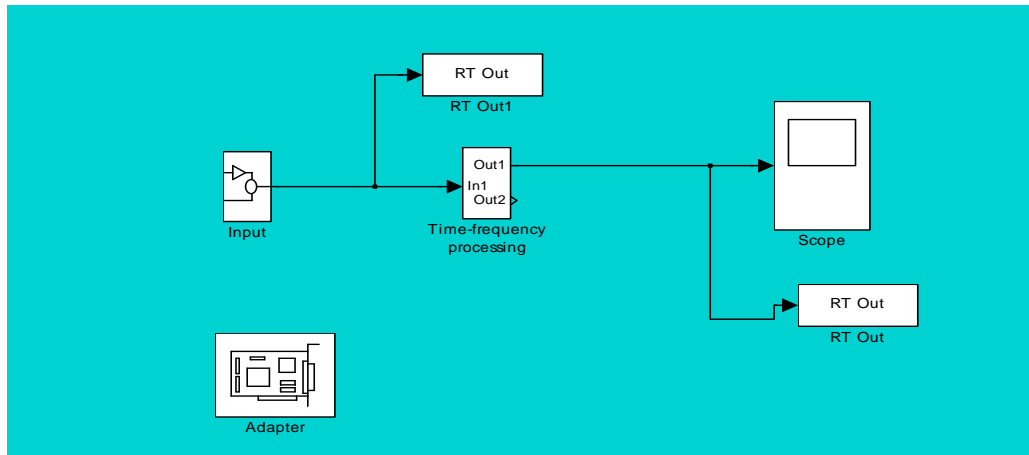 RT Out
RT Out1
Out1
In1
Out2
Input
Time-frequency
processing
Scope
RT Out
RT Out
Adapter